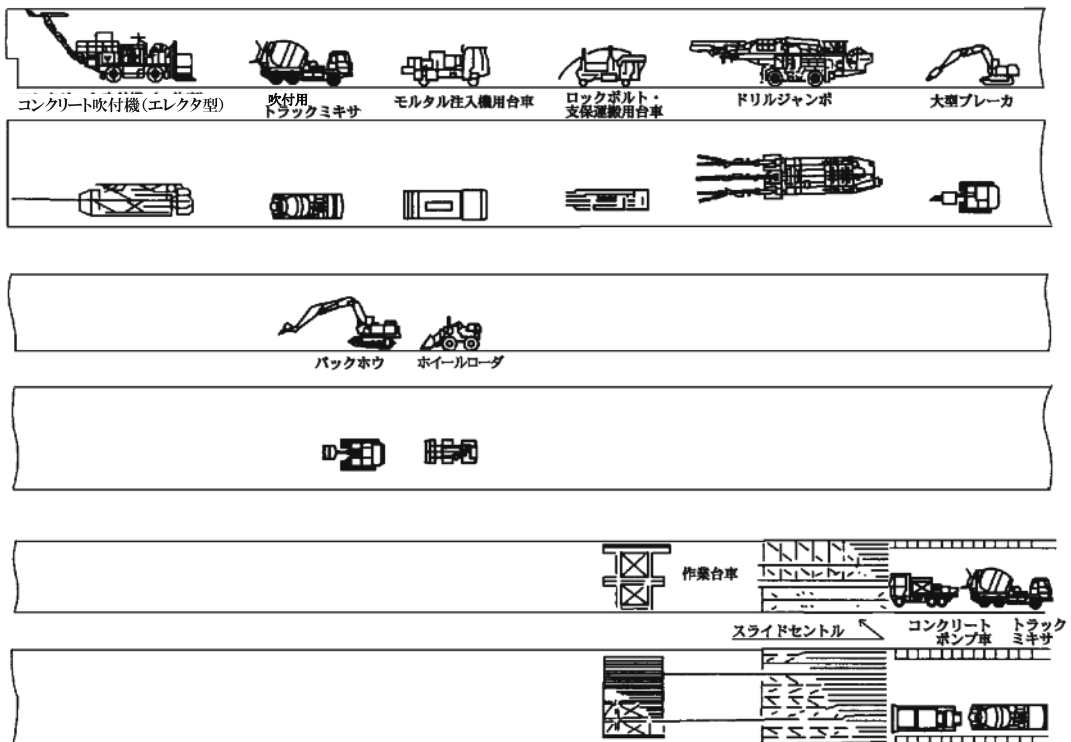 コンクリート吹付機(エレクタ型)
吹付用
トラックミキサ
モルタル注入機用台車
ロックボルト・
支保運搬用台車
ドリルジャンボ
大型ブレーカ
バックホウ
ホイールローダ
作業台車
スライドセントル
コンクリート
ポンプ車
トラック
ミキサ